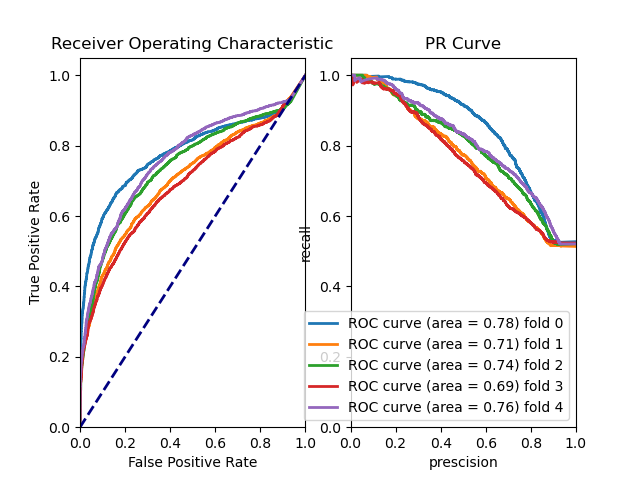 Receiver Operating Characteristic
PR Curve
1.0
0.8
0.6
0.4
0.2
0.0
True Positive Rate
0.0 0.2 0.4 0.6 0.8 1.0
False Positive Rate
1.0
0.8
0.6
0.4
0.2
0.0
recall
0.0 0.2 0.4 0.6 0.8 1.0
prescision
ROC curve (area = 0.78) fold 0
ROC curve (area = 0.71) fold 1
ROC curve (area = 0.74) fold 2
ROC curve (area = 0.69) fold 3
ROC curve (area = 0.76) fold 4